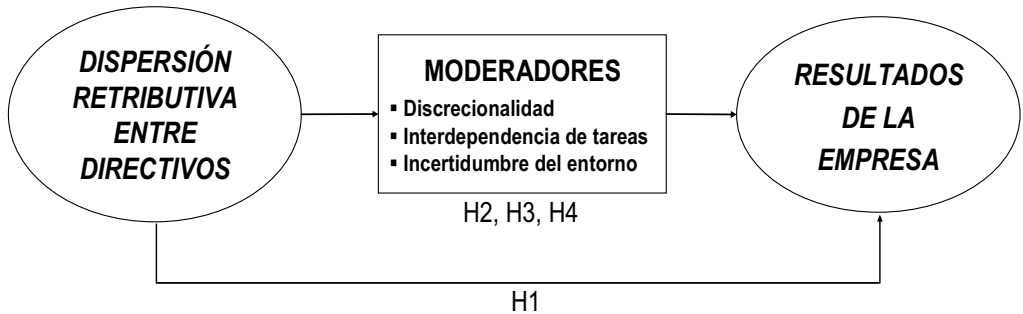 DISPERSIÓN
RETRIBUTIVA
ENTRE
DIRECTIVOS
MODERADORES
▪ Discrecionalidad
▪ Interdependencia de tareas
▪ Incertidumbre del entorno
H2, H3, H4
RESULTADOS
DE LA
EMPRESA
H1